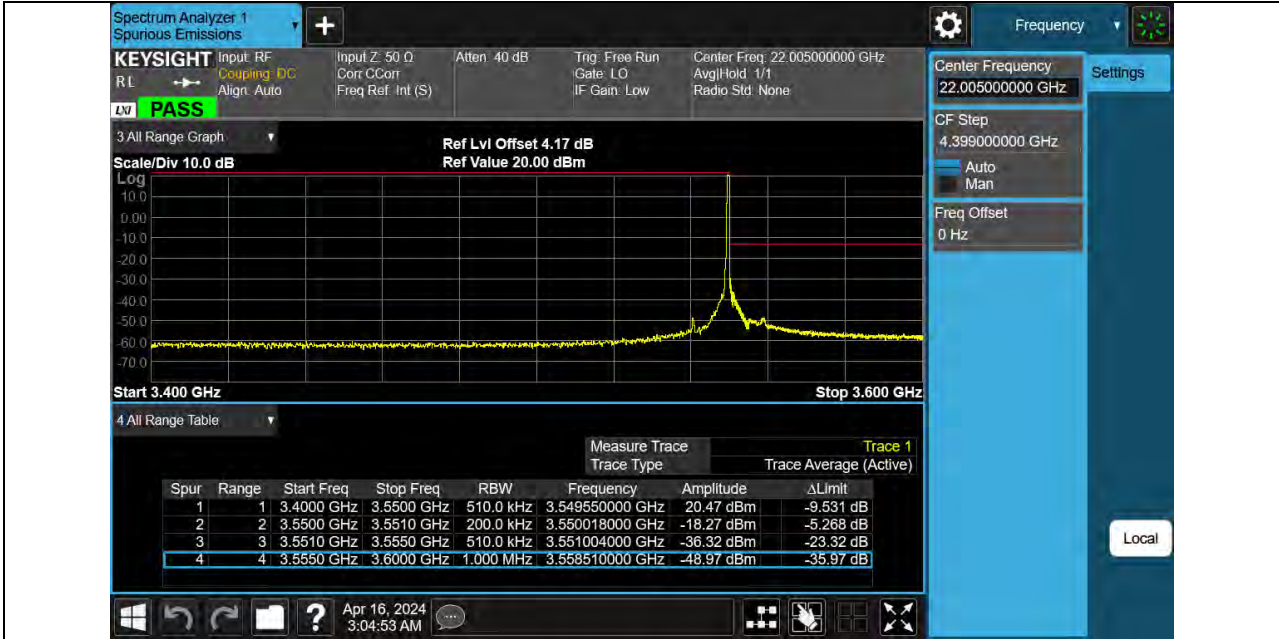 Spectrum Analyzer 1
Spurious Emissions
+
Frequency
KEYSIGHT
R L
LXI PASS
Input: RF
Coupling: DC
Align: Auto
Input Z: 50 Ω
Corr CCorr
Freq Ref: Int (S)
Atten: 40 dB
Trig: Free Run
Gate: LO
IF Gain: Low
Center Freq: 22.005000000 GHz
Avg|Hold: 1/1
Radio Std: None
Center Frequency
22.005000000 GHz
Settings
CF Step
4.399000000 GHz
Auto
Man
Freq Offset
0 Hz
Local
3 All Range Graph
Ref Lvl Offset 4.17 dB
Scale/Div 10.0 dB
Ref Value 20.00 dBm
Log
10.0
0.00
-10.0
-20.0
-30.0
-40.0
-50.0
-60.0
-70.0
Start 3.400 GHz
Stop 3.600 GHz
4 All Range Table
Measure Trace Trace 1
Trace Type Trace Average (Active)
Spur Range Start Freq Stop Freq RBW Frequency Amplitude ΔLimit
1 1 3.4000 GHz 3.5500 GHz 510.0 kHz 3.549550000 GHz 20.47 dBm -9.531 dB
2 2 3.5500 GHz 3.5510 GHz 200.0 kHz 3.550018000 GHz -18.27 dBm -5.268 dB
3 3 3.5510 GHz 3.5550 GHz 510.0 kHz 3.551004000 GHz -36.32 dBm -23.32 dB
4 4 3.5550 GHz 3.6000 GHz 1.000 MHz 3.558510000 GHz -48.97 dBm -35.97 dB
?
Apr 16, 2024
3:04:53 AM